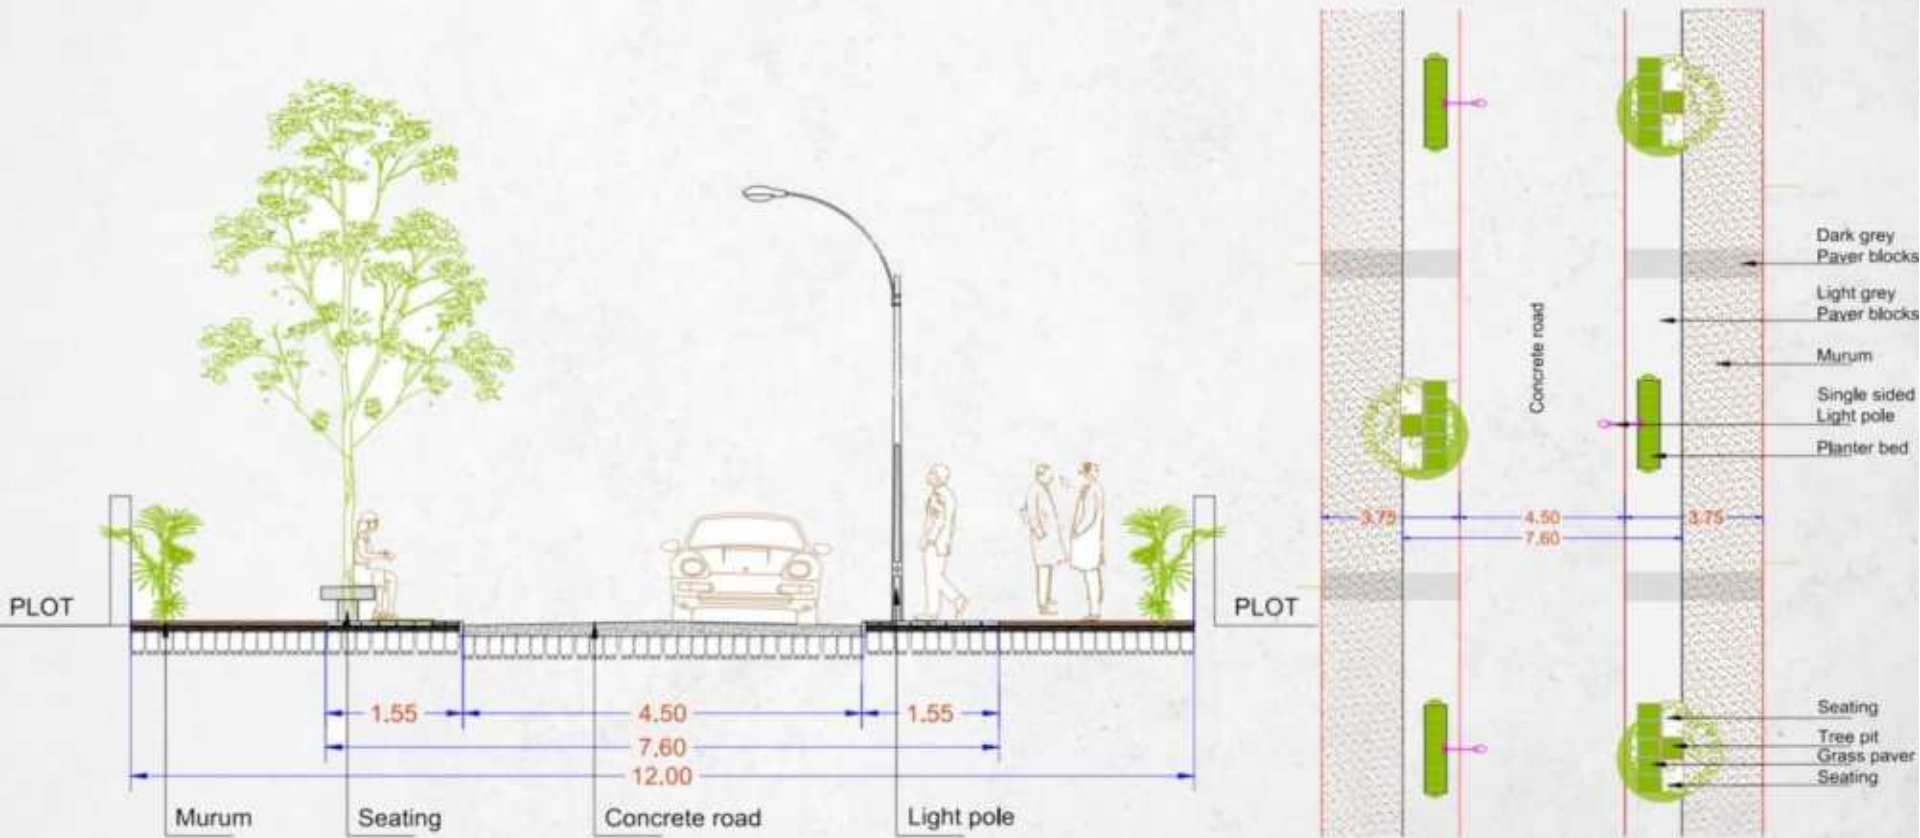 PLOT
PLOT
1.55
4.50
1.55
7.60
12.00
Murum
Seating
Concrete road
Light pole
Concrete road
Dark grey
Paver blocks
Light grey
Paver blocks
Murum
Single sided
Light pole
Planter bed
3.75
4.50
3.75
7.60
Seating
Tree pit
Grass paver
Seating